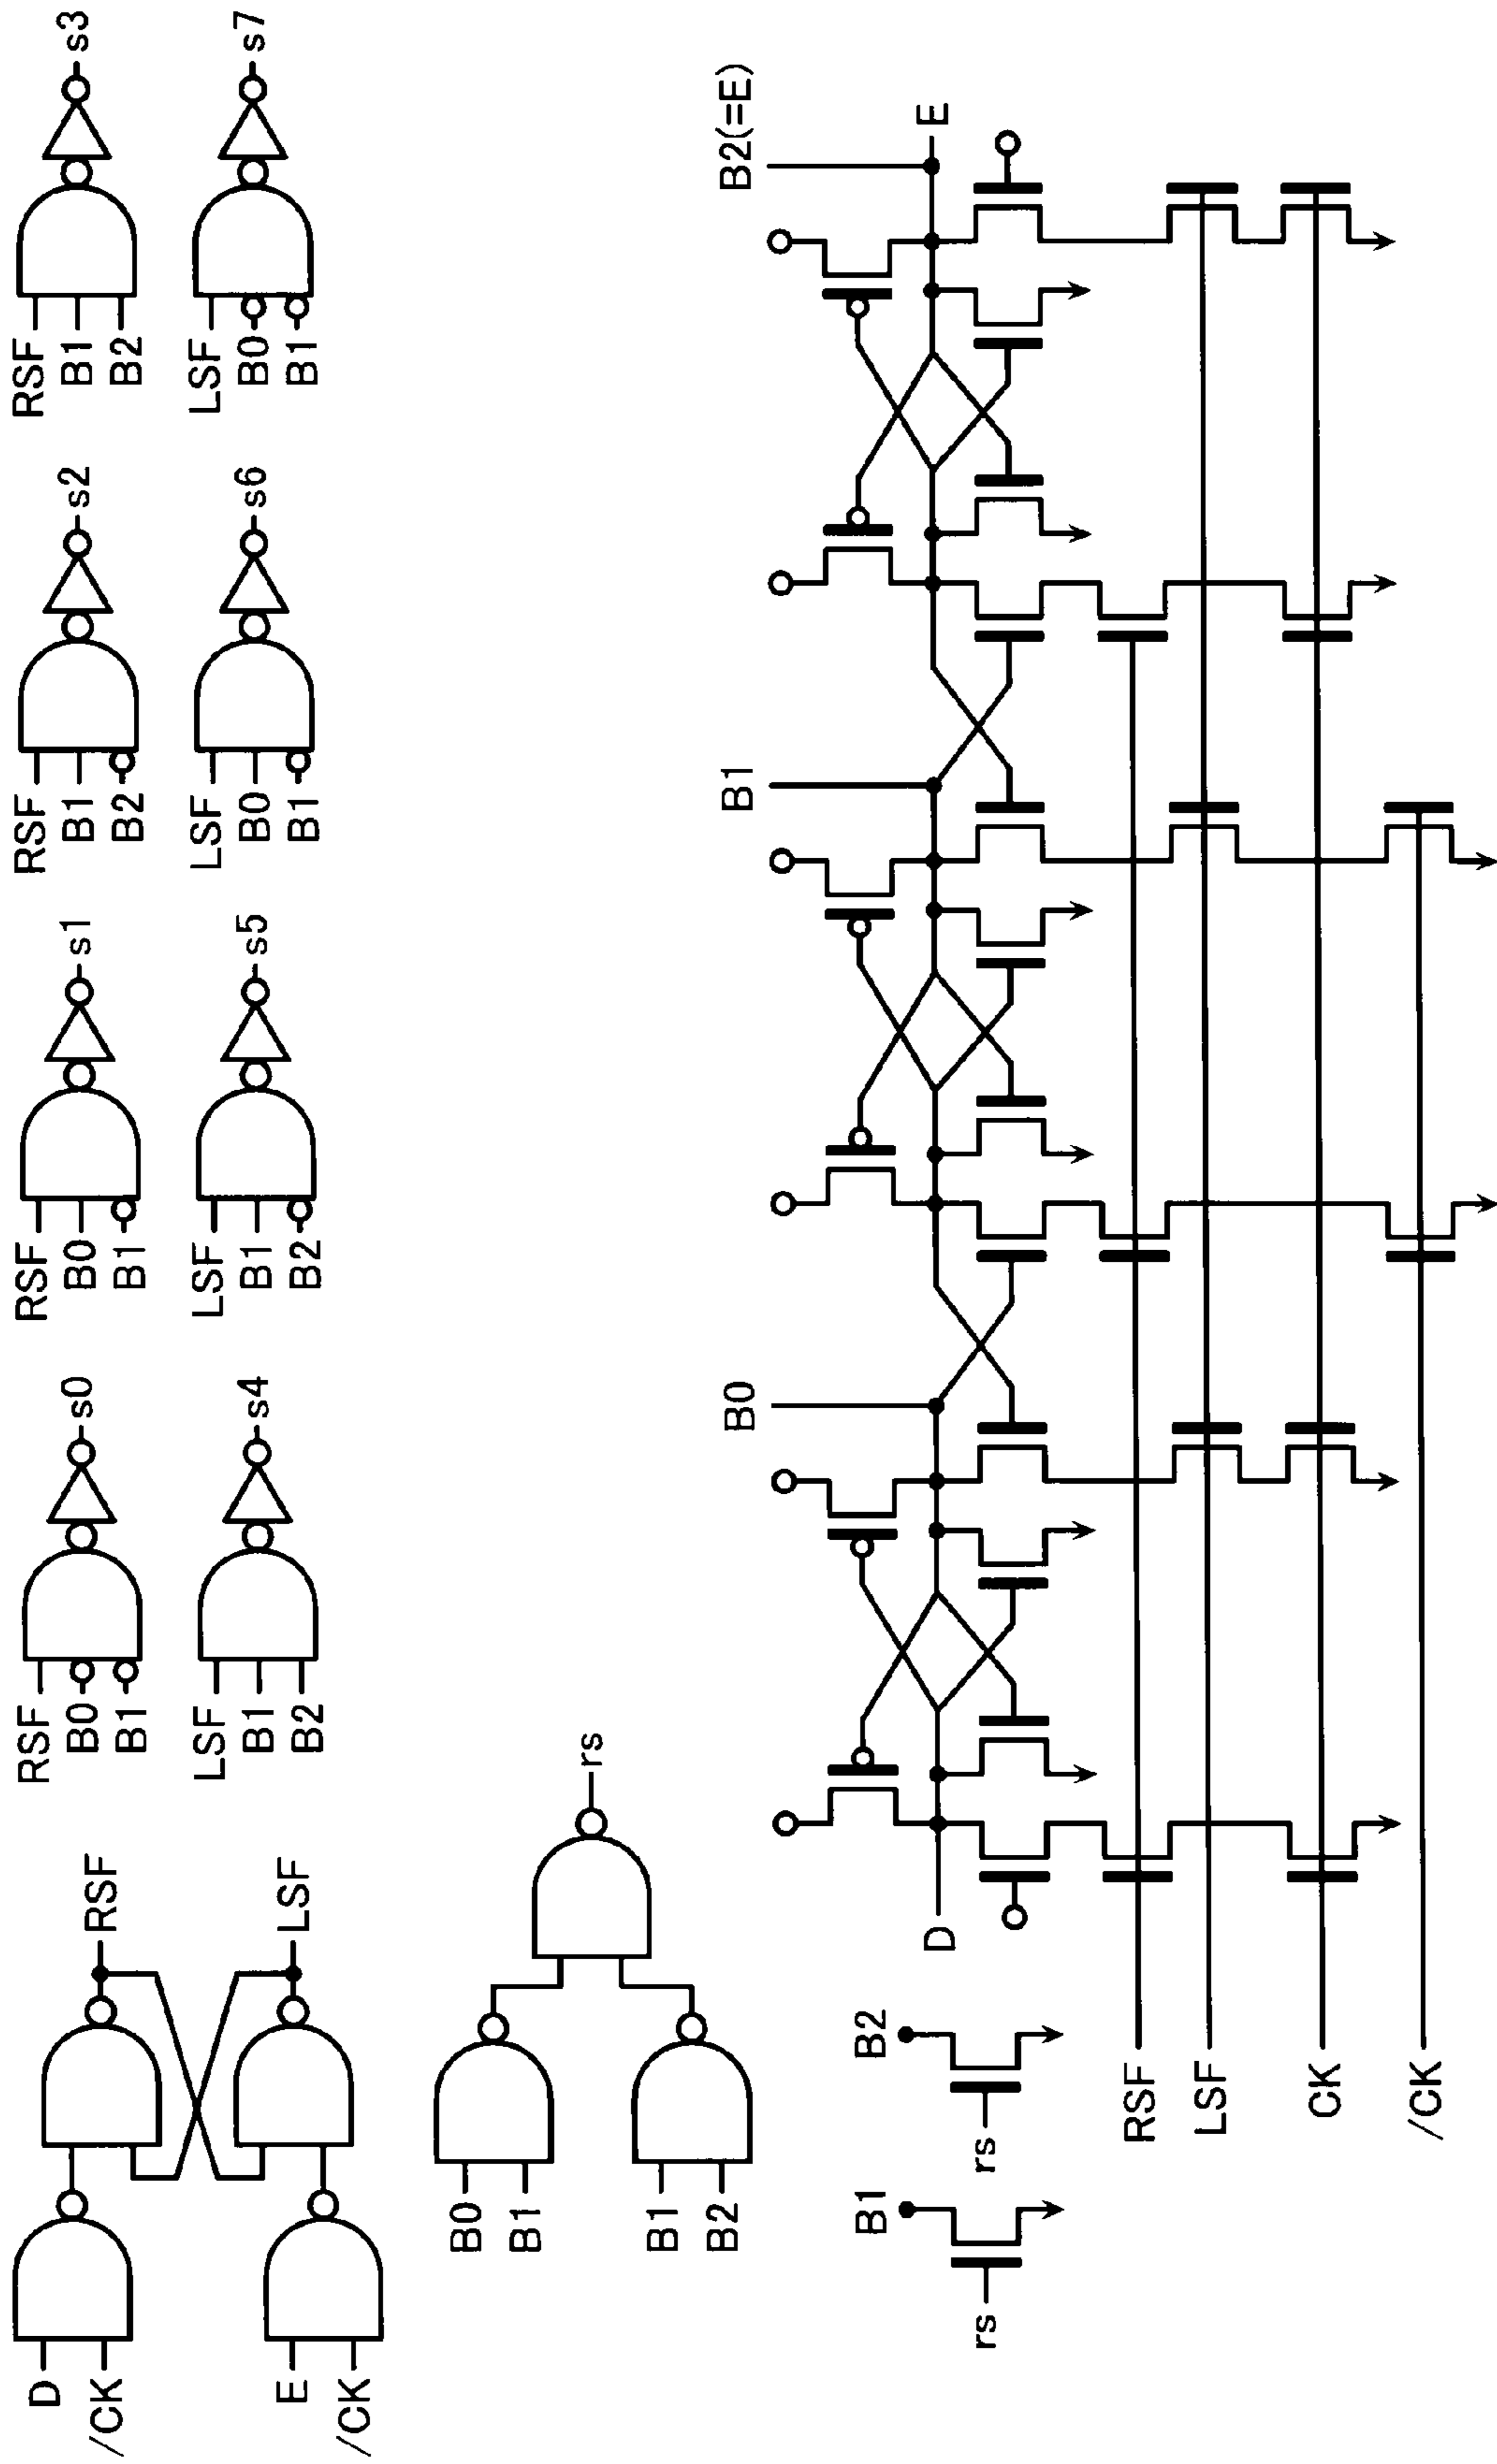 D
/CK
RSF
E
/CK
LSF
RSF
B0
B1
s0
RSF
B0
B1
s1
RSF
B1
B2
s2
RSF
B1
B2
s3
LSF
B1
B2
s4
LSF
B1
B2
s5
LSF
B0
B1
s6
LSF
B0
B1
s7
B0
B1
B1
B2
rs
B1
rs
B2
rs
D
B0
B1
B2(=E)
E
RSF
LSF
CK
/CK